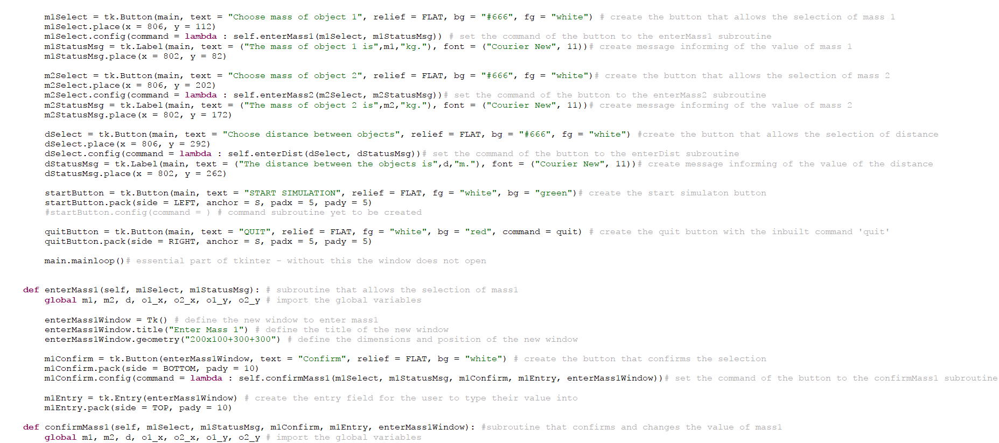 m1Select = tk.Button(main, text = "Choose mass of object 1", relief = FLAT, bg = "#666", fg = "white") # create the button that allows the selection of mass 1
m1Select.place(x = 806, y = 112)
m1Select.config(command = lambda : self.enterMass1(m1Select, m1StatusMsg)) # set the command of the button to the enterMass1 subroutine
m1StatusMsg = tk.Label(main, text = ("The mass of object 1 is",m1,"kg."), font = ("Courier New", 11))# create message informing of the value of mass 1
m1StatusMsg.place(x = 802, y = 82)
m2Select = tk.Button(main, text = "Choose mass of object 2", relief = FLAT, bg = "#666", fg = "white")# create the button that allows the selection of mass 2
m2Select.place(x = 806, y = 202)
m2Select.config(command = lambda : self.enterMass2(m2Select, m2StatusMsg))# set the command of the button to the enterMass2 subroutine
m2StatusMsg = tk.Label(main, text = ("The mass of object 2 is",m2,"kg."), font = ("Courier New", 11))# create message informing of the value of mass 2
m2StatusMsg.place(x = 802, y = 172)
dSelect = tk.Button(main, text = "Choose distance between objects", relief = FLAT, bg = "#666", fg = "white") #create the button that allows the selection of distance
dSelect.place(x = 806, y = 292)
dSelect.config(command = lambda : self.enterDist(dSelect, dStatusMsg))# set the command of the button to the enterDist subroutine
dStatusMsg = tk.Label(main, text = ("The distance between the objects is",d,"m."), font = ("Courier New", 11))# create message informing of the value of the distance
dStatusMsg.place(x = 802, y = 262)
startButton = tk.Button(main, text = "START SIMULATION", relief = FLAT, fg = "white", bg = "green")# create the start simulaton button
startButton.pack(side = LEFT, anchor = S, padx = 5, pady = 5)
#startButton.config(command = ) # command subroutine yet to be created
quitButton = tk.Button(main, text = "QUIT", relief = FLAT, fg = "white", bg = "red", command = quit) # create the quit button with the inbuilt command 'quit'
quitButton.pack(side = RIGHT, anchor = S, padx = 5, pady = 5)
main.mainloop()# essential part of tkinter - without this the window does not open
def enterMass1(self, m1Select, m1StatusMsg): # subroutine that allows the selection of mass1
global m1, m2, d, o1_x, o2_x, o1_y, o2_y # import the global variables
enterMass1Window = Tk() # define the new window to enter mass1
enterMass1Window.title("Enter Mass 1") # define the title of the new window
enterMass1Window.geometry("200x100+300+300") # define the dimensions and position of the new window
m1Confirm = tk.Button(enterMass1Window, text = "Confirm", relief = FLAT, bg = "white") # create the button that confirms the selection
m1Confirm.pack(side = BOTTOM, pady = 10)
m1Confirm.config(command = lambda : self.confirmMass1(m1Select, m1StatusMsg, m1Confirm, m1Entry, enterMass1Window))# set the command of the button to the confirmMass1 subroutine
m1Entry = tk.Entry(enterMass1Window) # create the entry field for the user to type their value into
m1Entry.pack(side = TOP, pady = 10)
def confirmMass1(self, m1Select, m1StatusMsg, m1Confirm, m1Entry, enterMass1Window): #subroutine that confirms and changes the value of mass1
global m1, m2, d, o1_x, o2_x, o1_y, o2_y # import the global variables